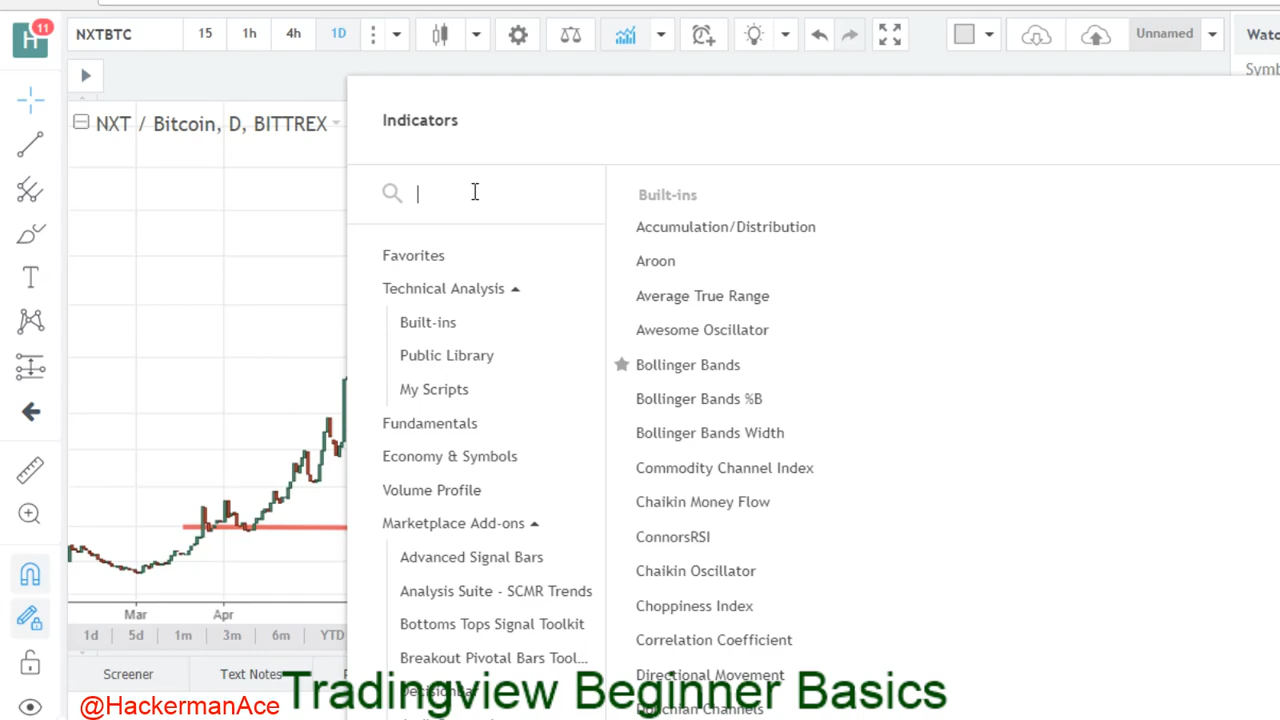 H
11
NXTBTC
15
1h
4h
1D
Unnamed
Watc
Symb
NXT / Bitcoin, D, BITTREX
Indicators
Favorites
Technical Analysis
Built-ins
Public Library
My Scripts
Fundamentals
Economy & Symbols
Volume Profile
Marketplace Add-ons
Advanced Signal Bars
Analysis Suite - SCMR Trends
Bottoms Tops Signal Toolkit
Breakout Pivotal Bars Tool...
Decisionbar
Built-ins
Accumulation/Distribution
Aroon
Average True Range
Awesome Oscillator
Bollinger Bands
Bollinger Bands %B
Bollinger Bands Width
Commodity Channel Index
Chaikin Money Flow
ConnorsRSI
Chaikin Oscillator
Choppiness Index
Correlation Coefficient
Directional Movement
Donchian Channels
Mar
Apr
1d
5d
1m
3m
6m
YTD
Screener
Text Notes
Tradingview Beginner Basics
@HackermanAce